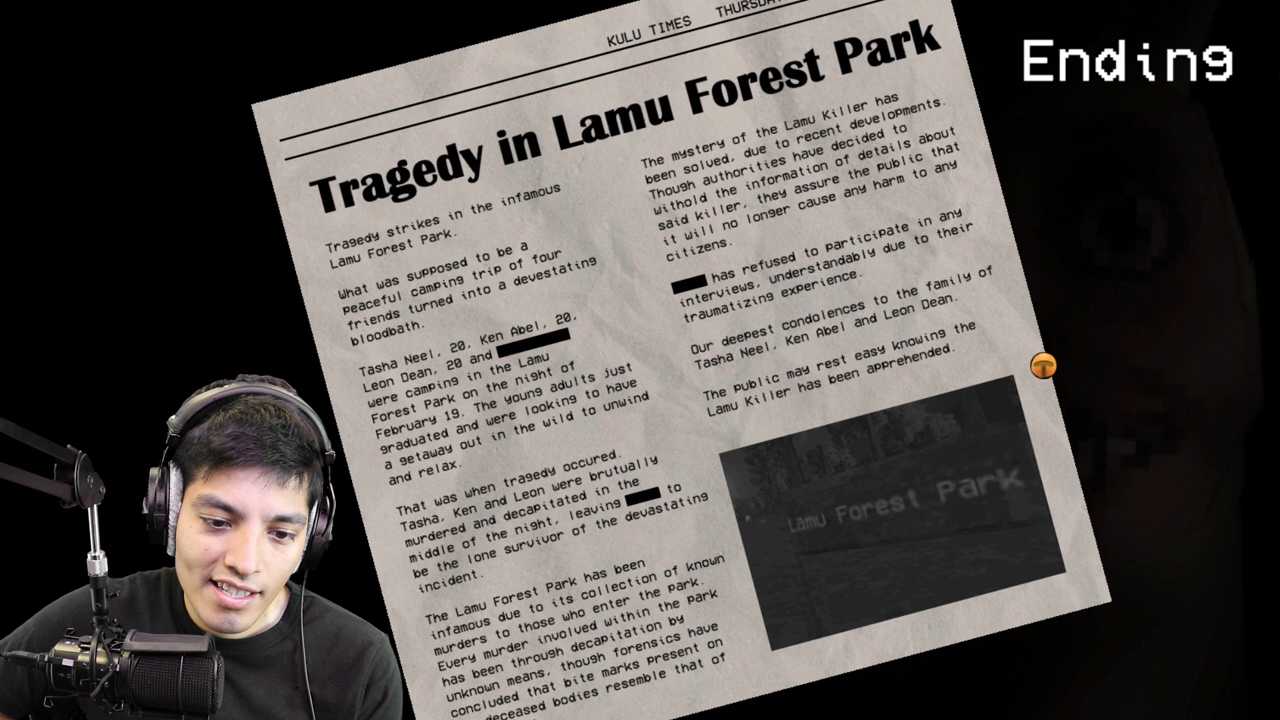 KULU TIMES
Ending
Tragedy in Lamu Forest Park
Tragedy strikes in the infamous
Lamu Forest Park.
What was supposed to be a
peaceful camping trip of four
friends turned into a devestating
bloodbath.
Tasha Neel, 20, Ken Abel, 20,
Leon Dean, 20 and
were camping in the Lamu
Forest Park on the night of
February 19. The young adults just
graduated and were looking to have
a getaway out in the wild to unwind
and relax.
That was when tragedy occured.
Tasha, Ken and Leon were brutually
murdered and decapitated in the
middle of the night, leaving to
be the lone survivor of the devastating
incident.
The Lamu Forest Park has been
infamous due to its collection of known
murders to those who enter the park.
Every murder involved within the park
has been through decapitation by
unknown means, though forensics have
concluded that bite marks present on
deceased bodies resemble that of
The mystery of the Lamu Killer has
been solved, due to recent developments.
Though authorities have decided to
withold the information of details about
said killer, they assure the public that
it will no longer cause any harm to any
citizens.
has refused to participate in any
interviews, understandably due to their
traumatizing experience.
Our deepest condolences to the family of
Tasha Neel, Ken Abel and Leon Dean.
The public may rest easy knowing the
Lamu Killer has been apprehended.
Lamu Forest Park